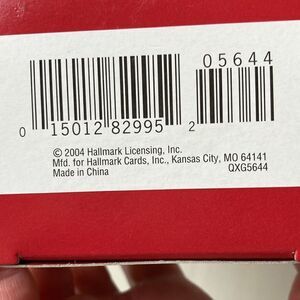 05644
0 15012 82995 2
© 2004 Hallmark Licensing, Inc.
Mfd. for Hallmark Cards, Inc., Kansas City, MO 64141
Made in China QXG5644